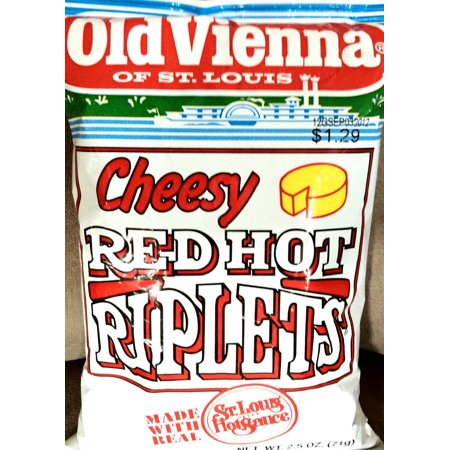 Old Vienna®
OF ST. LOUIS
12GSEP032012
$1.29
Cheesy
RED HOT
RIPLETS
MADE
WITH
REAL
St. Louis
Hot Sauce
NET WT. 2.5 OZ. (71g)